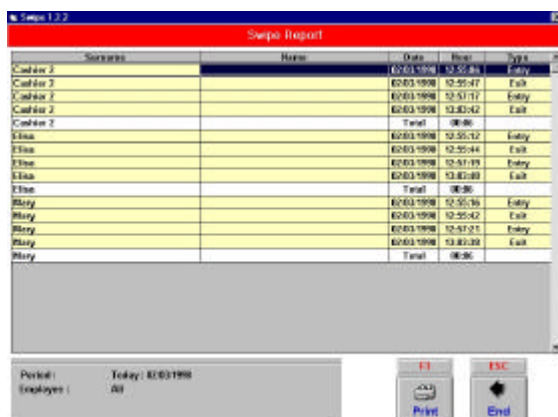 Swipe 1.2.2
Swipe Report
Surname Name Date Hour Type
Cashier 2 02/03/1998 12:55:06 Entry
Cashier 2 02/03/1998 12:55:47 Exit
Cashier 2 02/03/1998 12:57:17 Entry
Cashier 2 02/03/1998 13:03:42 Exit
Cashier 2 Total 00:06
Elisa 02/03/1998 12:55:12 Entry
Elisa 02/03/1998 12:55:44 Exit
Elisa 02/03/1998 12:57:19 Entry
Elisa 02/03/1998 13:03:40 Exit
Elisa Total 00:06
Mary 02/03/1998 12:55:16 Entry
Mary 02/03/1998 12:55:42 Exit
Mary 02/03/1998 12:57:21 Entry
Mary 02/03/1998 13:03:38 Exit
Mary Total 00:06
F1 ESC
Period : Today : 02/03/1998
Employee : All
Print End